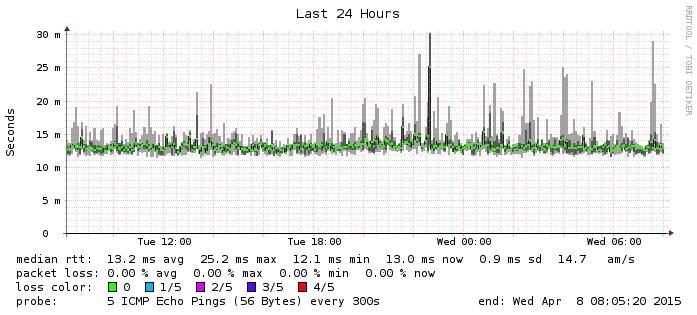 Last 24 Hours
RRDTOOL / TOBI OETIKER
Seconds
30 m
25 m
20 m
15 m
10 m
5 m
0
Tue 12:00 Tue 18:00 Wed 00:00 Wed 06:00
median rtt: 13.2 ms avg 25.2 ms max 12.1 ms min 13.0 ms now 0.9 ms sd 14.7 am/s
packet loss: 0.00 % avg 0.00 % max 0.00 % min 0.00 % now
loss color: 0 1/5 2/5 3/5 4/5
probe: 5 ICMP Echo Pings (56 Bytes) every 300s end: Wed Apr 8 08:05:20 2015